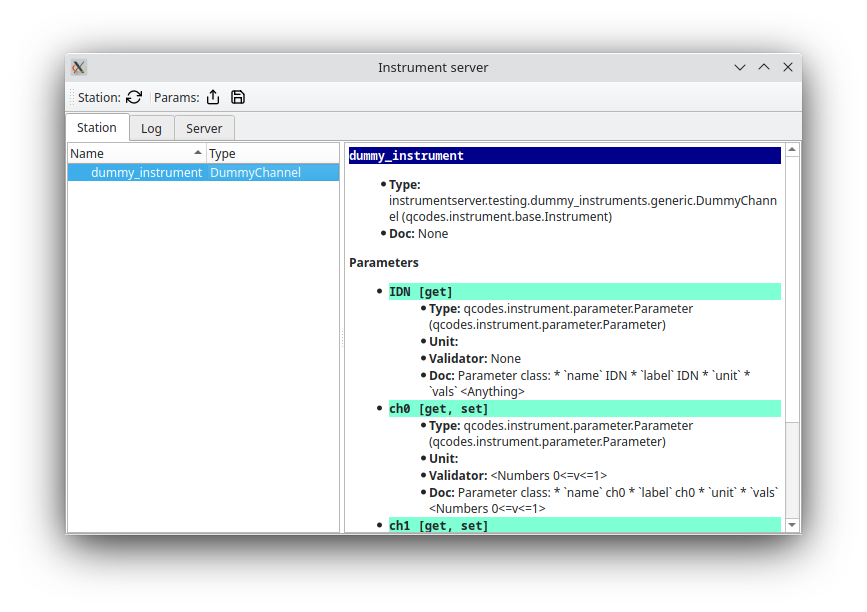 Instrument server
Station: Params:
Station Log Server
Name Type
dummy_instrument DummyChannel
dummy_instrument
• Type:
instrumentserver.testing.dummy_instruments.generic.DummyChann
el (qcodes.instrument.base.Instrument)
• Doc: None
Parameters
• IDN [get]
• Type: qcodes.instrument.parameter.Parameter
(qcodes.instrument.parameter.Parameter)
• Unit:
• Validator: None
• Doc: Parameter class: * `name` IDN * `label` IDN * `unit` *
`vals` <Anything>
• ch0 [get, set]
• Type: qcodes.instrument.parameter.Parameter
(qcodes.instrument.parameter.Parameter)
• Unit:
• Validator: <Numbers 0<=v<=1>
• Doc: Parameter class: * `name` ch0 * `label` ch0 * `unit` * `vals`
<Numbers 0<=v<=1>
• ch1 [get, set]